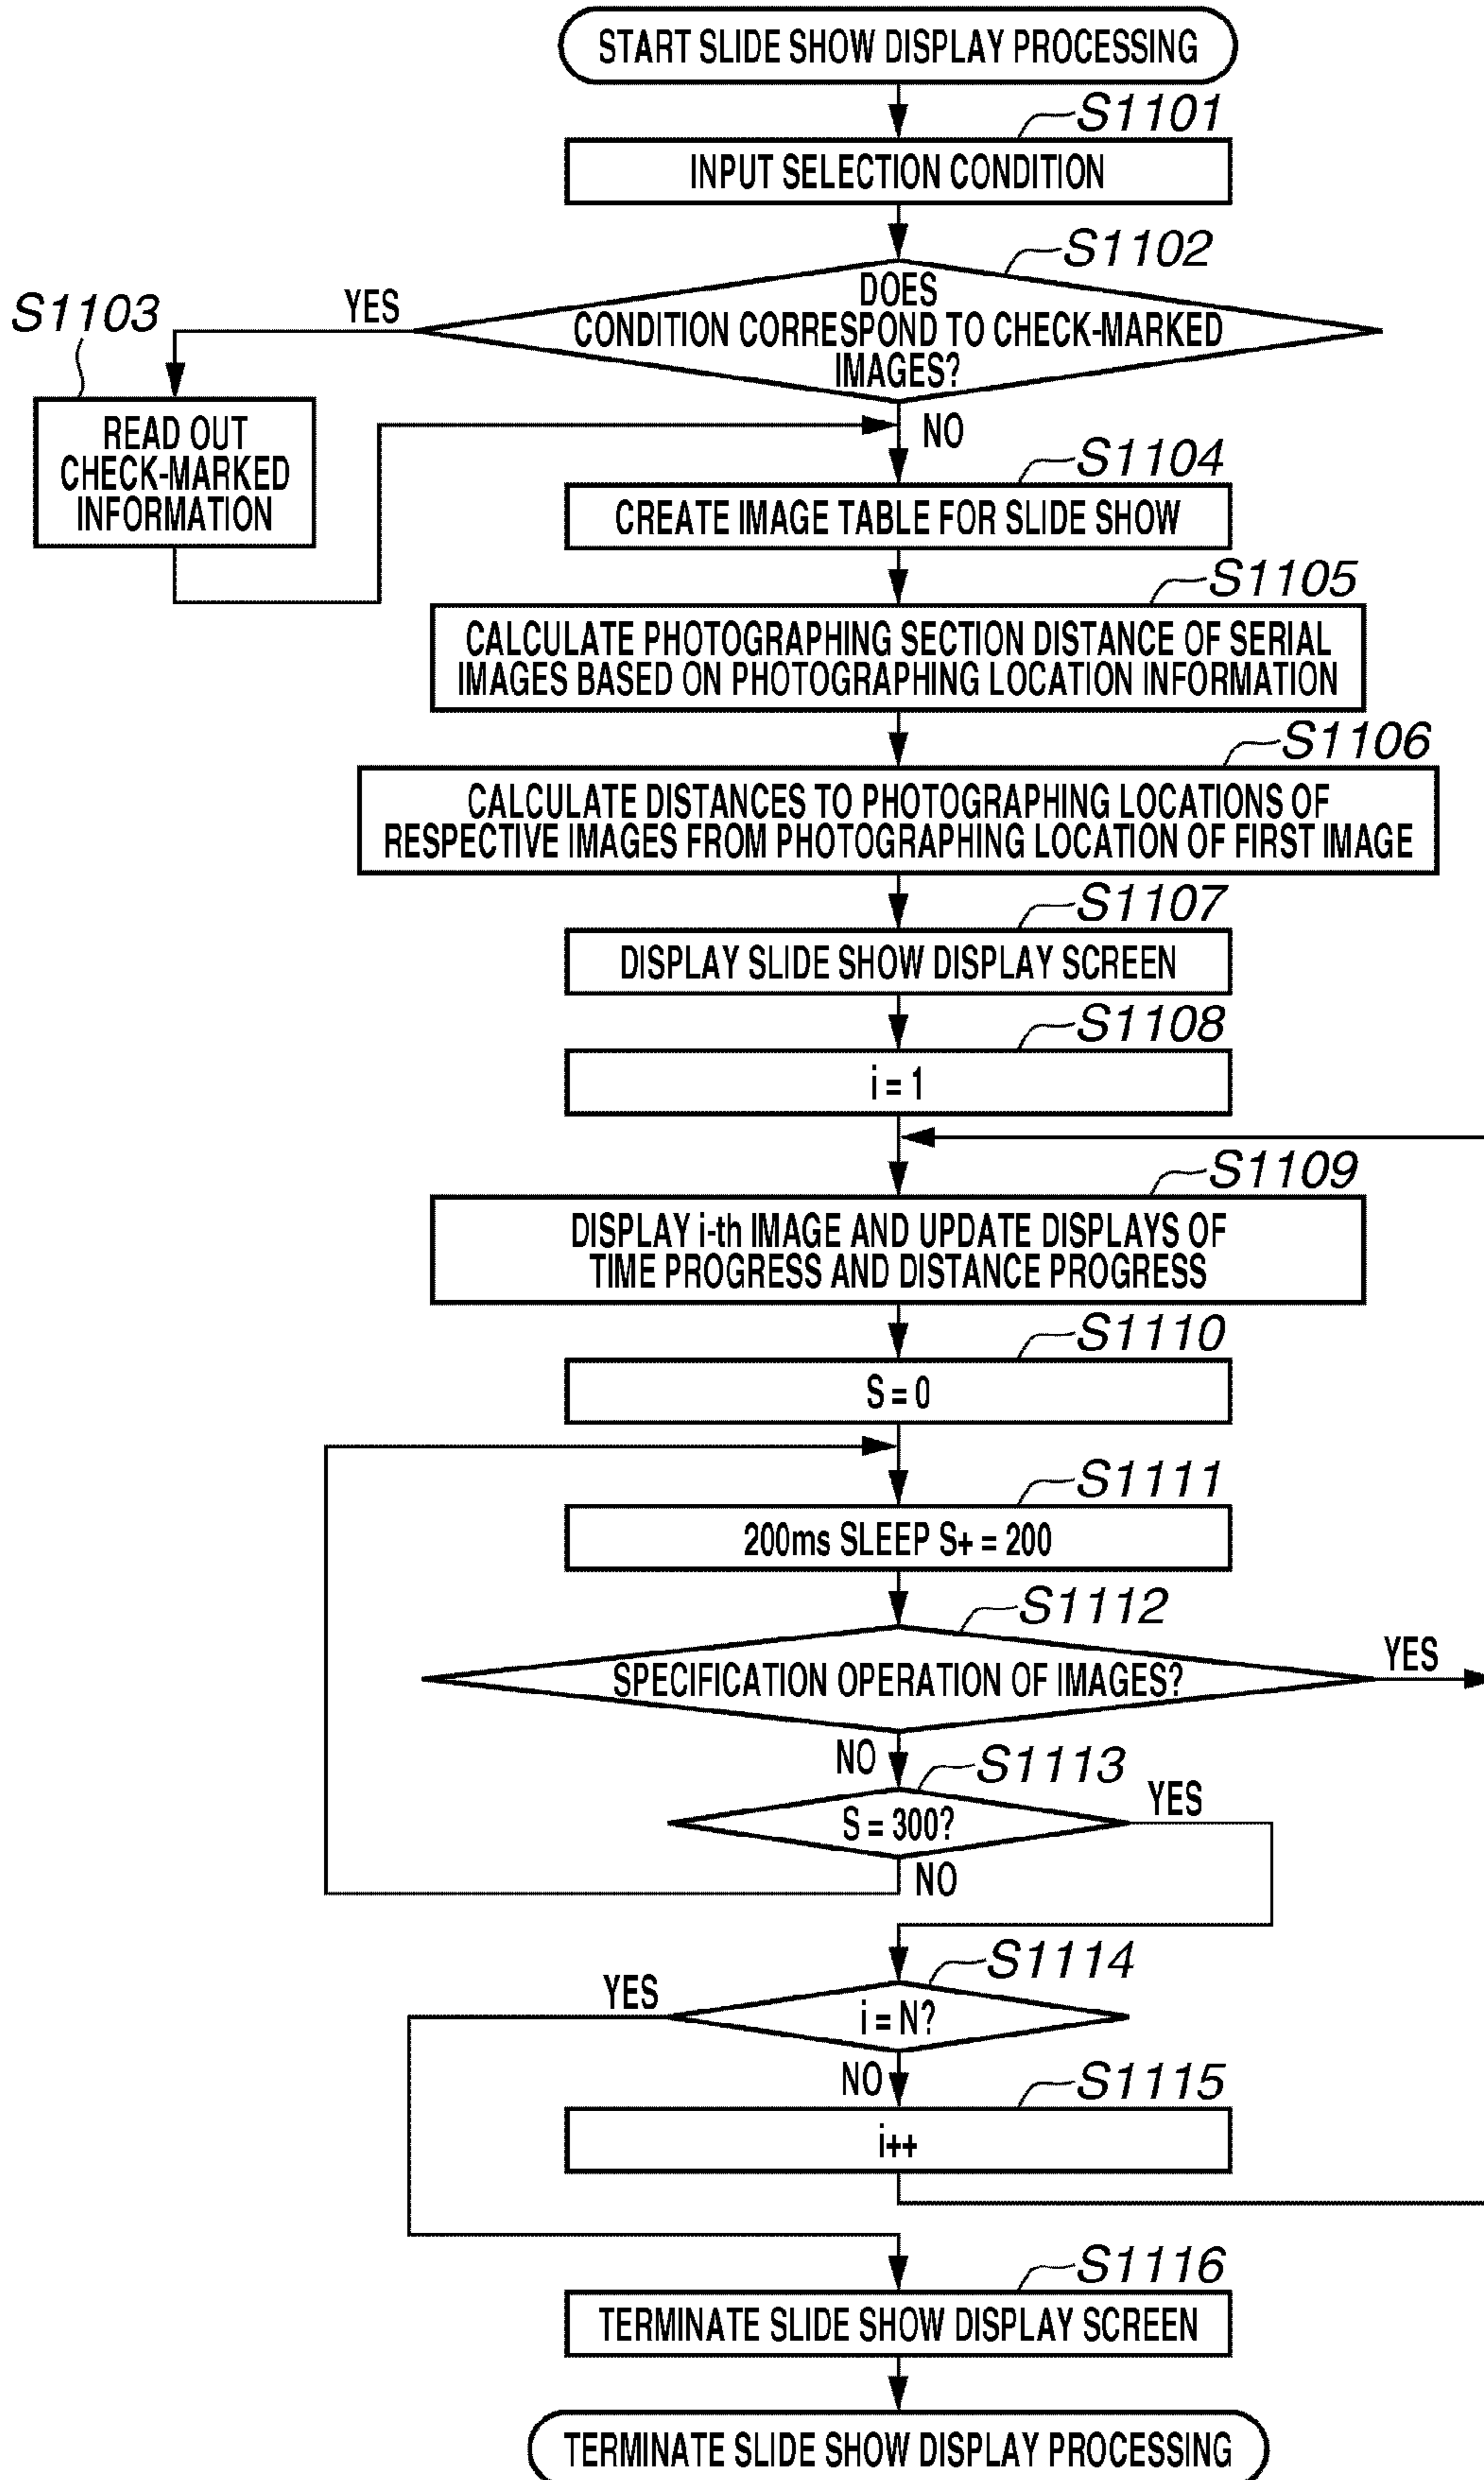 START SLIDE SHOW DISPLAY PROCESSING
S1101
INPUT SELECTION CONDITION
S1102
DOES
CONDITION CORRESPOND TO CHECK-MARKED
IMAGES?
YES
S1103
READ OUT
CHECK-MARKED
INFORMATION
NO
S1104
CREATE IMAGE TABLE FOR SLIDE SHOW
S1105
CALCULATE PHOTOGRAPHING SECTION DISTANCE OF SERIAL
IMAGES BASED ON PHOTOGRAPHING LOCATION INFORMATION
S1106
CALCULATE DISTANCES TO PHOTOGRAPHING LOCATIONS OF
RESPECTIVE IMAGES FROM PHOTOGRAPHING LOCATION OF FIRST IMAGE
S1107
DISPLAY SLIDE SHOW DISPLAY SCREEN
S1108
i = 1
S1109
DISPLAY i-th IMAGE AND UPDATE DISPLAYS OF
TIME PROGRESS AND DISTANCE PROGRESS
S1110
S = 0
S1111
200ms SLEEP S+ = 200
S1112
SPECIFICATION OPERATION OF IMAGES?
YES
NO
S1113
S = 300?
YES
NO
S1114
i = N?
YES
NO
S1115
i++
S1116
TERMINATE SLIDE SHOW DISPLAY SCREEN
TERMINATE SLIDE SHOW DISPLAY PROCESSING